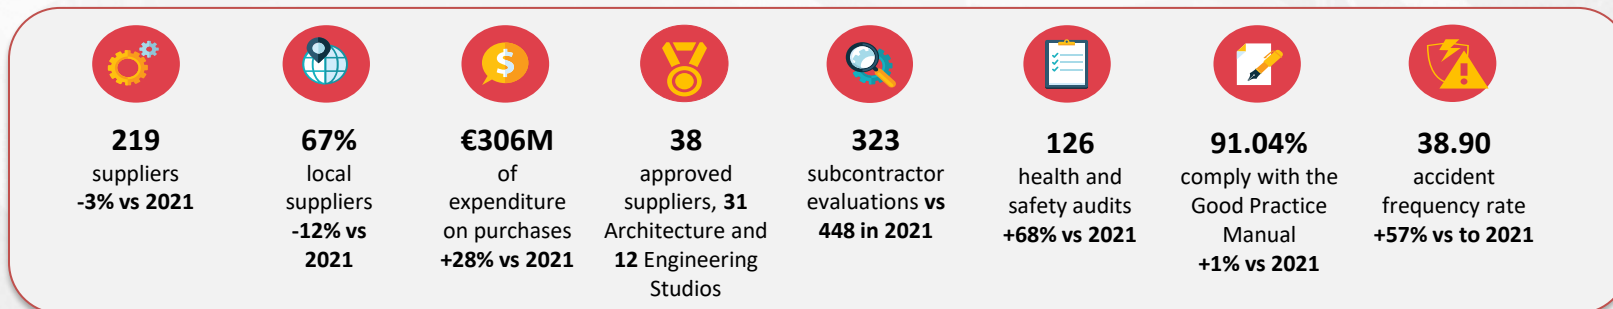 219
suppliers
-3% vs 2021
67%
local
suppliers
-12% vs
2021
€306M
of
expenditure
on purchases
+28% vs 2021
38
approved
suppliers, 31
Architecture and
12 Engineering
Studios
323
subcontractor
evaluations vs
448 in 2021
126
health and
safety audits
+68% vs 2021
91.04%
comply with the
Good Practice
Manual
+1% vs 2021
38.90
accident
frequency rate
+57% vs to 2021